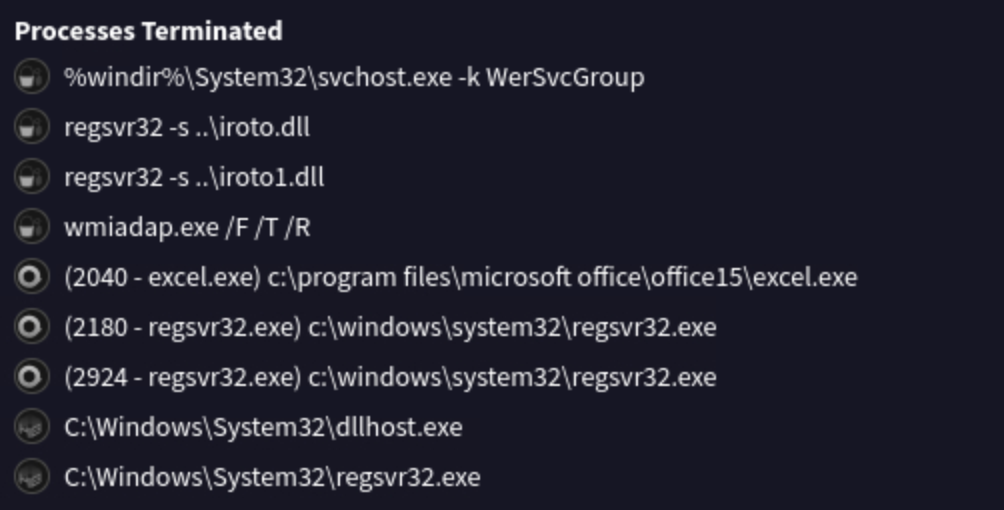 Processes Terminated
%windir%\System32\svchost.exe -k WerSvcGroup
regsvr32 -s ..\iroto.dll
regsvr32 -s ..\iroto1.dll
wmiadap.exe /F /T /R
(2040 - excel.exe) c:\program files\microsoft office\office15\excel.exe
(2180 - regsvr32.exe) c:\windows\system32\regsvr32.exe
(2924 - regsvr32.exe) c:\windows\system32\regsvr32.exe
C:\Windows\System32\dllhost.exe
C:\Windows\System32\regsvr32.exe